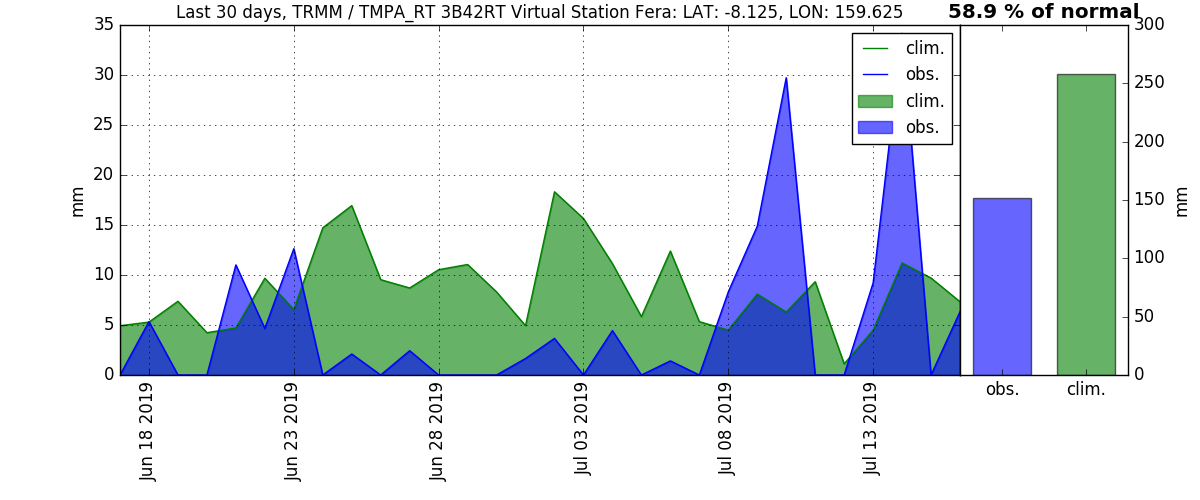 Last 30 days, TRMM / TMPA_RT 3B42RT Virtual Station Fera: LAT: -8.125, LON: 159.625
58.9 % of normal
35
30
25
20
15
10
5
0
mm
clim.
obs.
clim.
obs.
Jun 18 2019
Jun 23 2019
Jun 28 2019
Jul 03 2019
Jul 08 2019
Jul 13 2019
300
250
200
150
100
50
0
mm
obs.
clim.